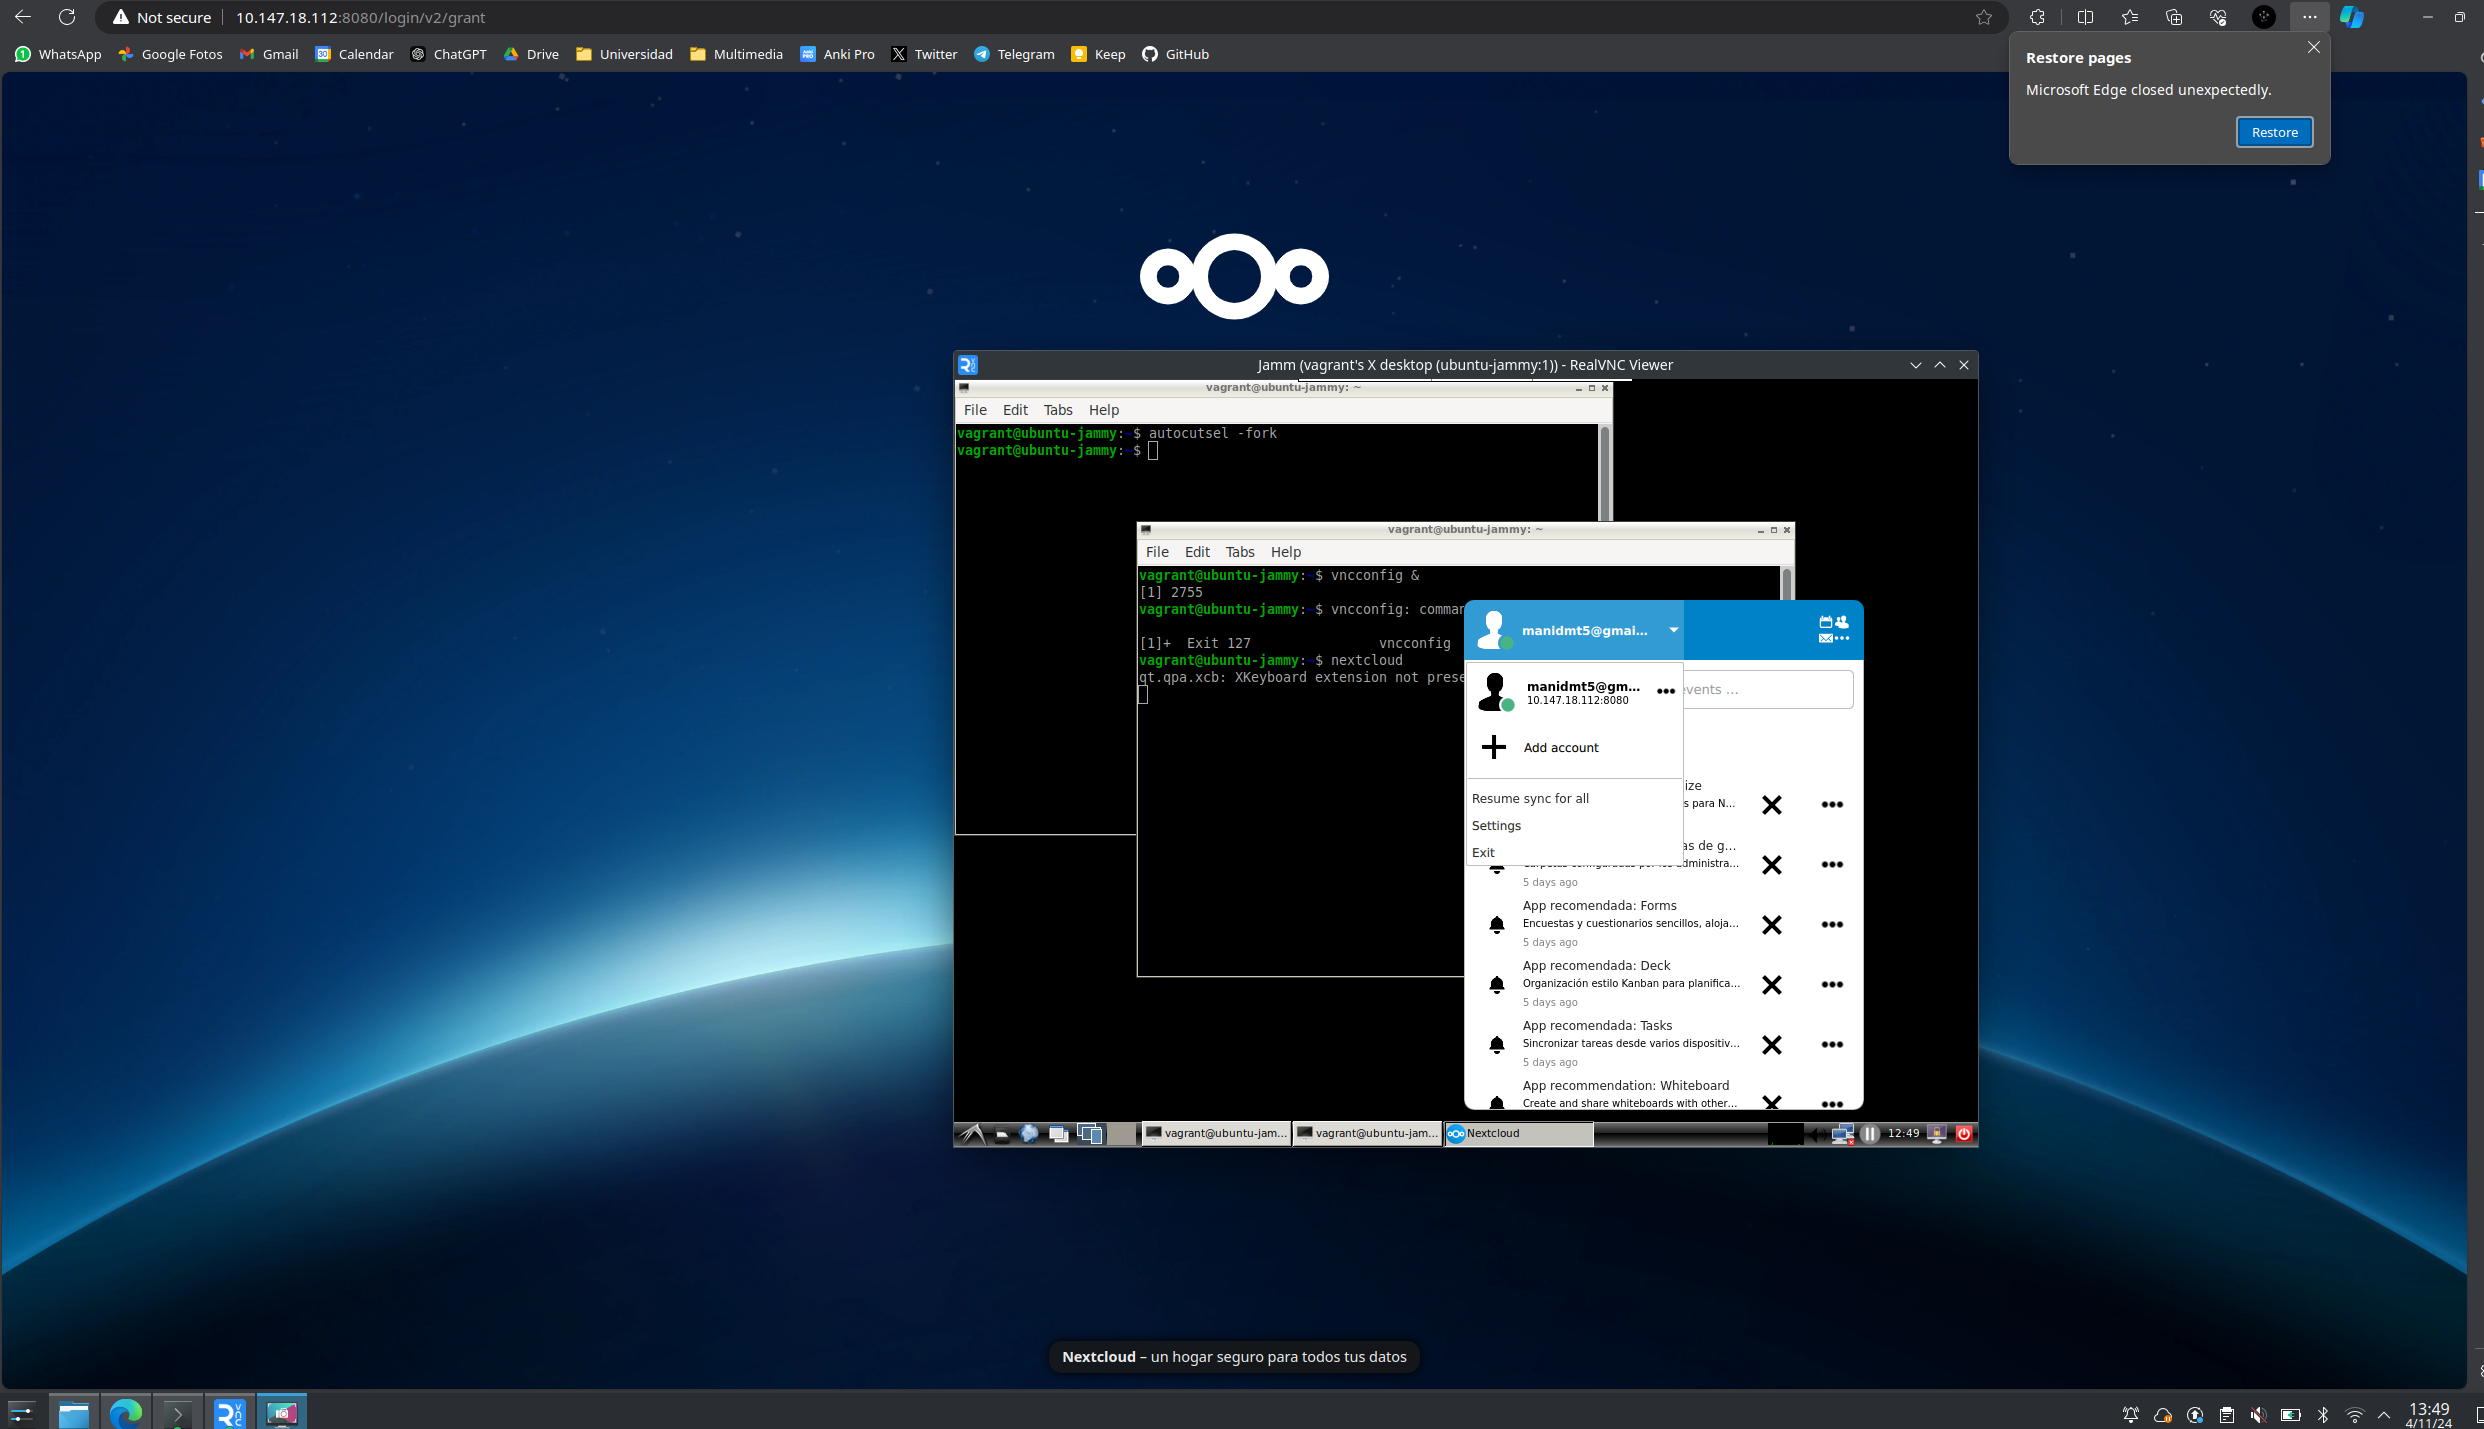 Not secure
10.147.18.112:8080/login/v2/grant
WhatsApp
Google Fotos
Gmail
Calendar
ChatGPT
Drive
Universidad
Multimedia
Anki Pro
Twitter
Telegram
Keep
GitHub
Restore pages
Microsoft Edge closed unexpectedly.
Restore
Jamm (vagrant's X desktop (ubuntu-jammy:1)) - RealVNC Viewer
vagrant@ubuntu-jammy: ~
File Edit Tabs Help
vagrant@ubuntu-jammy:~$ autocutsel -fork
vagrant@ubuntu-jammy:~$
vagrant@ubuntu-jammy: ~
File Edit Tabs Help
vagrant@ubuntu-jammy:~$ vncconfig &
[1] 2755
vagrant@ubuntu-jammy:~$ vncconfig:
[1]+ Exit 127 vncconfig
vagrant@ubuntu-jammy:~$ nextcloud
qt.qpa.xcb: XKeyboard extension not
manidmt5@gmai...
manidmt5@gm...
10.147.18.112:8080
Add account
Resume sync for all
Settings
Exit
...
s para N...
as de g...
5 days ago
App recomendada: Forms
Encuestas y cuestionarios sencillos, aloja...
5 days ago
App recomendada: Deck
Organización estilo Kanban para planifica...
5 days ago
App recomendada: Tasks
Sincronizar tareas desde varios dispositiv...
5 days ago
App recommendation: Whiteboard
Create and share whiteboards with other...
vagrant@ubuntu-jam...
vagrant@ubuntu-jam...
Nextcloud
12:49
Nextcloud – un hogar seguro para todos tus datos
13:49
4/11/24